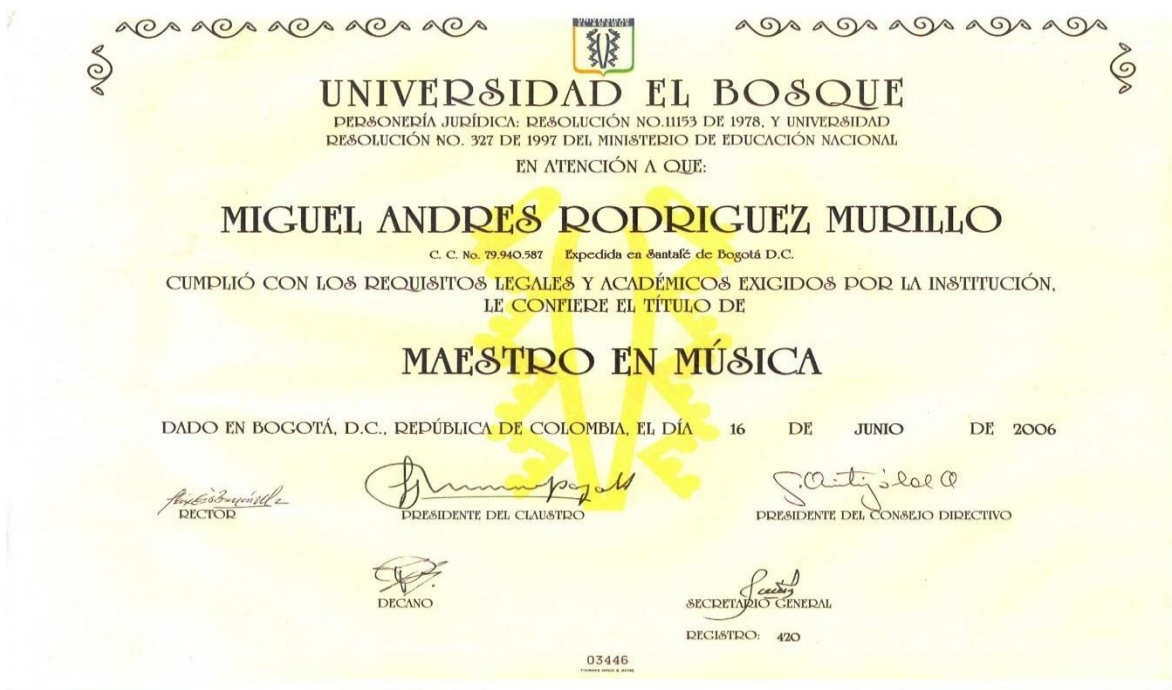 UNIVERSIDAD EL BOSQUE
PERSONERÍA JURÍDICA: RESOLUCIÓN NO.11153 DE 1978, Y UNIVERSIDAD
RESOLUCIÓN NO. 327 DE 1997 DEL MINISTERIO DE EDUCACIÓN NACIONAL
EN ATENCIÓN A QUE:
MIGUEL ANDRES RODRIGUEZ MURILLO
C. C. No. 79.940.587 Expedida en Santafé de Bogotá D.C.
CUMPLIÓ CON LOS REQUISITOS LEGALES Y ACADÉMICOS EXIGIDOS POR LA INSTITUCIÓN,
LE CONFIERE EL TÍTULO DE
MAESTRO EN MÚSICA
DADO EN BOGOTÁ, D.C., REPÚBLICA DE COLOMBIA, EL DÍA 16 DE JUNIO DE 2006
RECTOR
PRESIDENTE DEL CLAUSTRO
PRESIDENTE DEL CONSEJO DIRECTIVO
DECANO
SECRETARIO GENERAL
REGISTRO: 420
03446